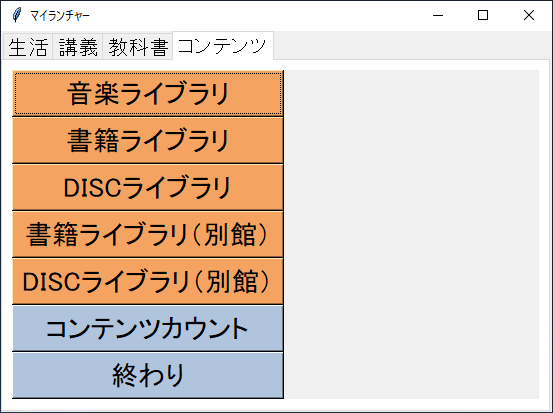 マイランチャー
生活 講義 教科書 コンテンツ
音楽ライブラリ
書籍ライブラリ
DISCライブラリ
書籍ライブラリ（別館）
DISCライブラリ（別館）
コンテンツカウント
終わり